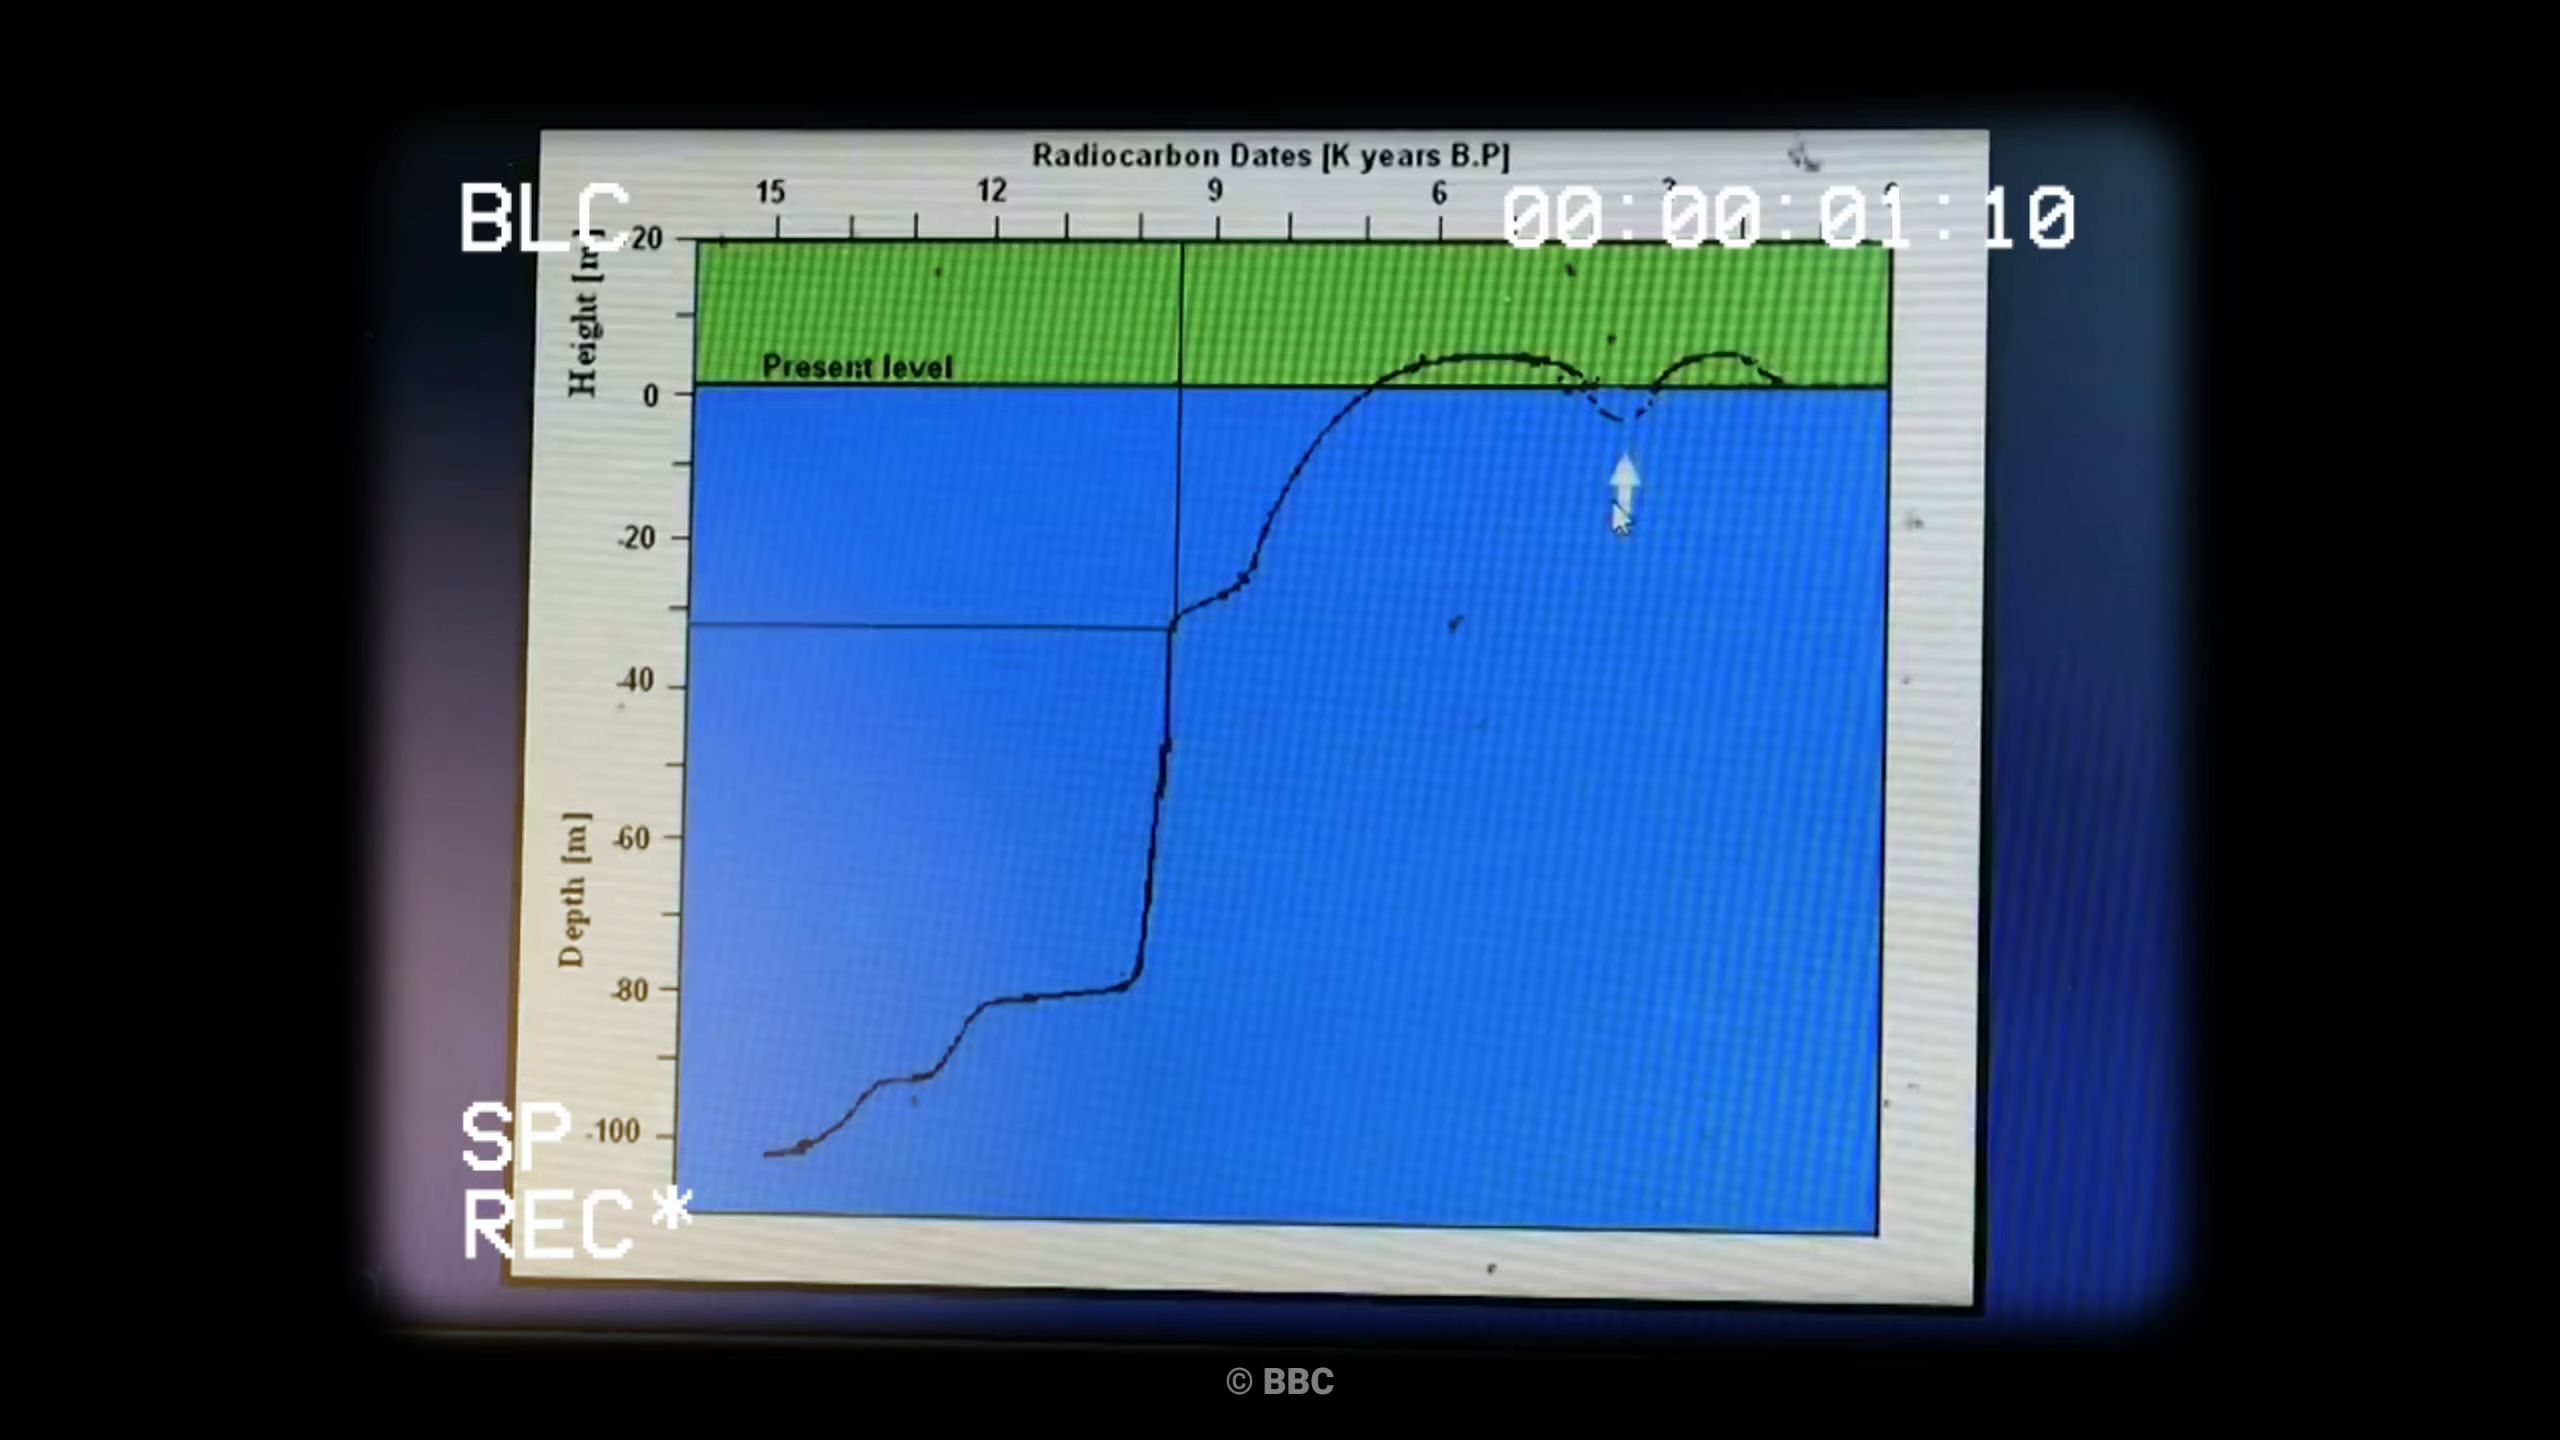 Radiocarbon Dates [K years B.P]
15 12 9 6
BLC
00:00:01:10
20
Height [m]
Present level
0
-20
-40
-60
Depth [m]
-80
-100
SP
REC*
© BBC